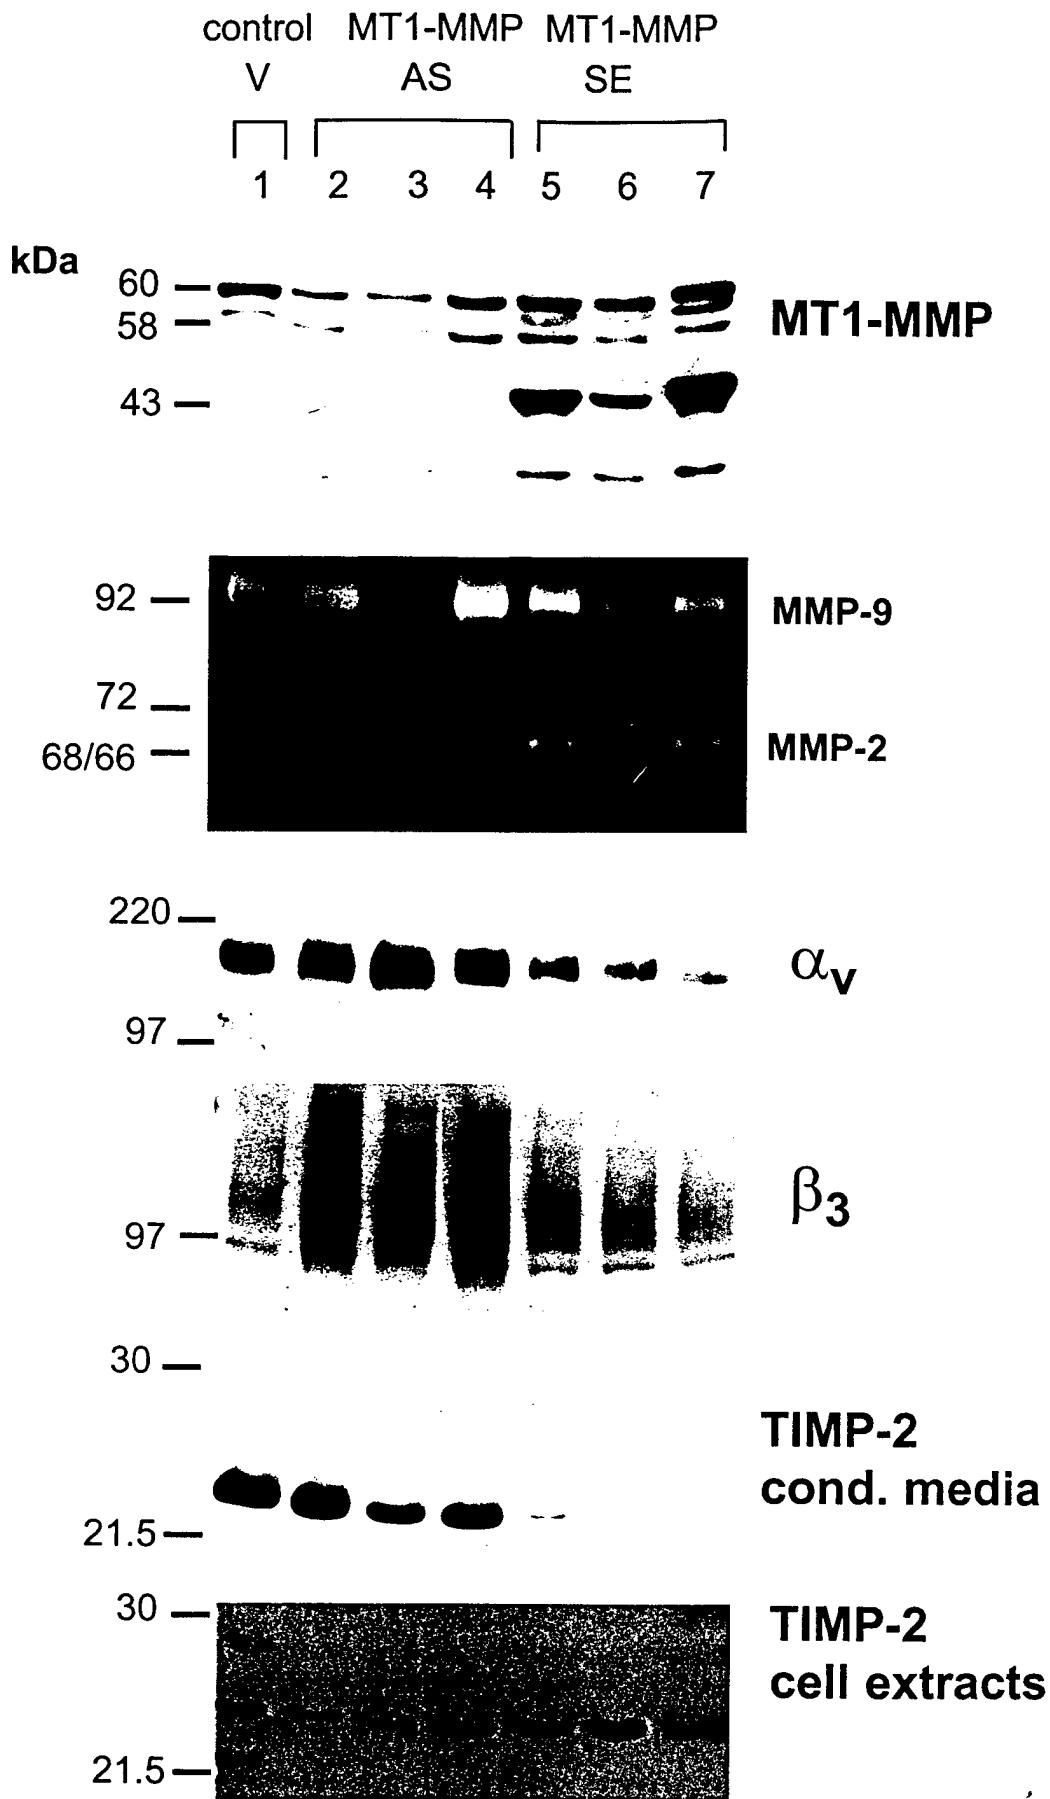 control MT1-MMP MT1-MMP
V AS SE
1 2 3 4 5 6 7
kDa
60
58
43
MT1-MMP
92
72
68/66
MMP-9
MMP-2
220
97
αv
97
β3
30
21.5
TIMP-2
cond. media
30
21.5
TIMP-2
cell extracts